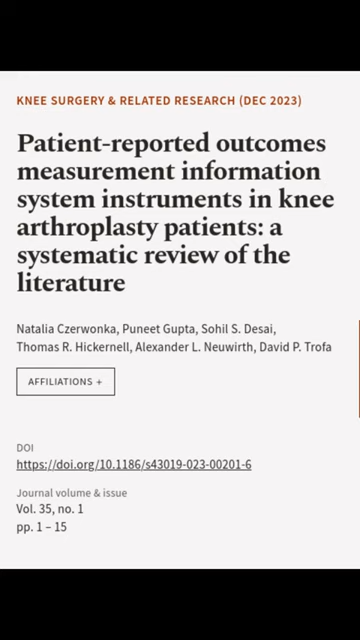 KNEE SURGERY & RELATED RESEARCH (DEC 2023)
Patient-reported outcomes
measurement information
system instruments in knee
arthroplasty patients: a
systematic review of the
literature
Natalia Czerwonka, Puneet Gupta, Sohil S. Desai,
Thomas R. Hickernell, Alexander L. Neuwirth, David P. Trofa
AFFILIATIONS +
DOI
https://doi.org/10.1186/s43019-023-00201-6
Journal volume & issue
Vol. 35, no. 1
pp. 1 – 15